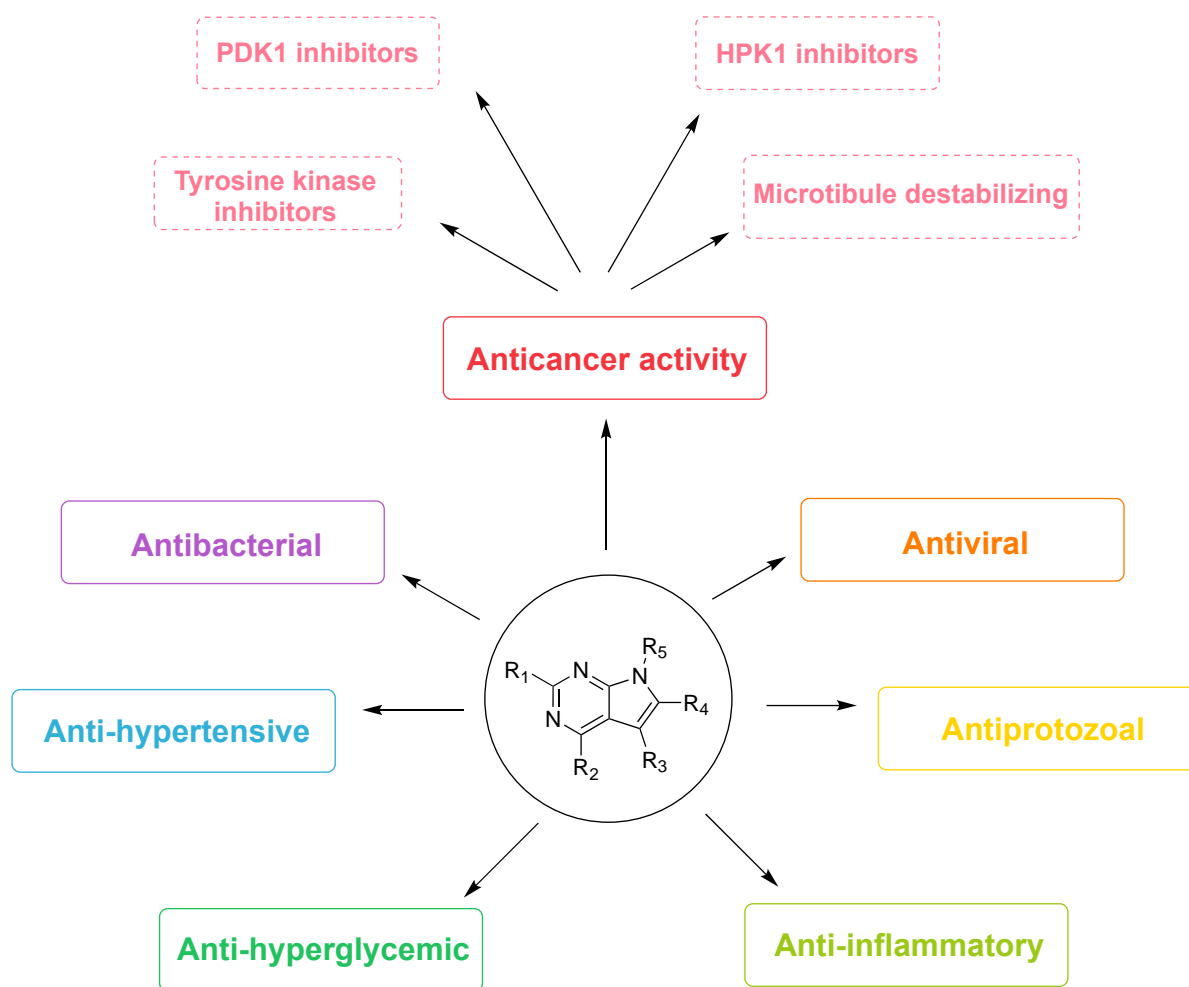 PDK1 inhibitors
HPK1 inhibitors
Tyrosine kinase
inhibitors
Microtibule destabilizing
Anticancer activity
Antibacterial
Antiviral
R5
R1
N
N
R4
N
R2
R3
Anti-hypertensive
Antiprotozoal
Anti-hyperglycemic
Anti-inflammatory